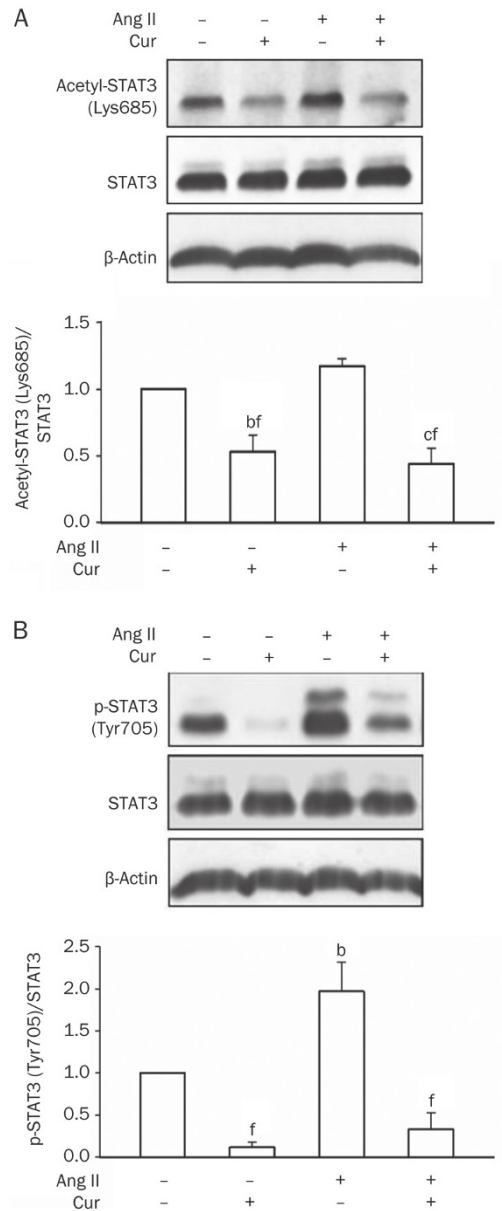 A
Ang II – – + +
Cur – + – +
Acetyl-STAT3
(Lys685)
STAT3
β-Actin
Acetyl-STAT3 (Lys685)/
STAT3
1.5
1.0
bf
cf
0.5
0.0
Ang II – – + +
Cur – + – +
B
Ang II – – + +
Cur – + – +
p-STAT3
(Tyr705)
STAT3
β-Actin
p-STAT3 (Tyr705)/STAT3
2.5
b
2.0
1.0
f
f
0.5
0.0
Ang II – – + +
Cur – + – +